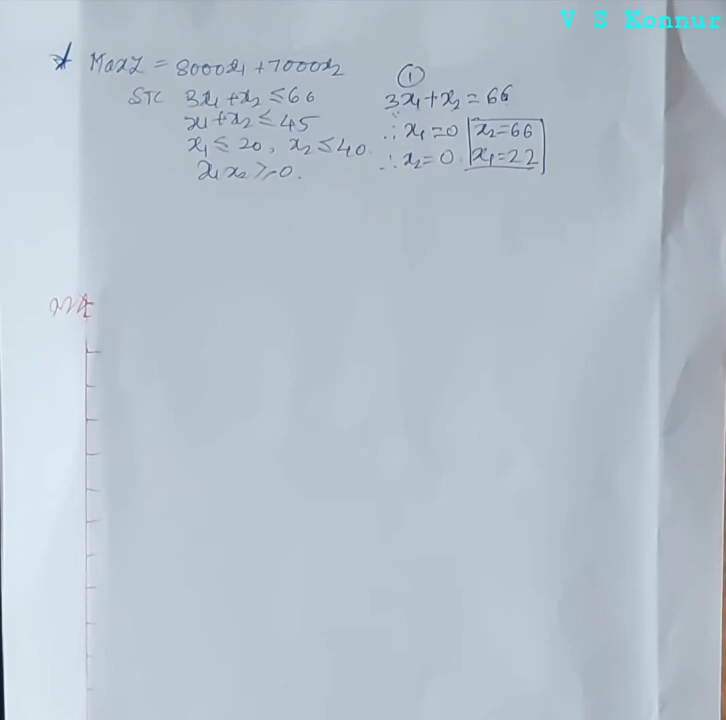 V S Konnur
* Max Z = 8000x₁ + 7000x₂
STC 3x₁ + x₂ ≤ 66
x₁ + x₂ ≤ 45
x₁ ≤ 20, x₂ ≤ 40.
x₁ x₂ ≥ 0.
①
3x₁ + x₂ = 66
∴ x₁ = 0 x₂ = 66
∴ x₂ = 0 x₁ = 22